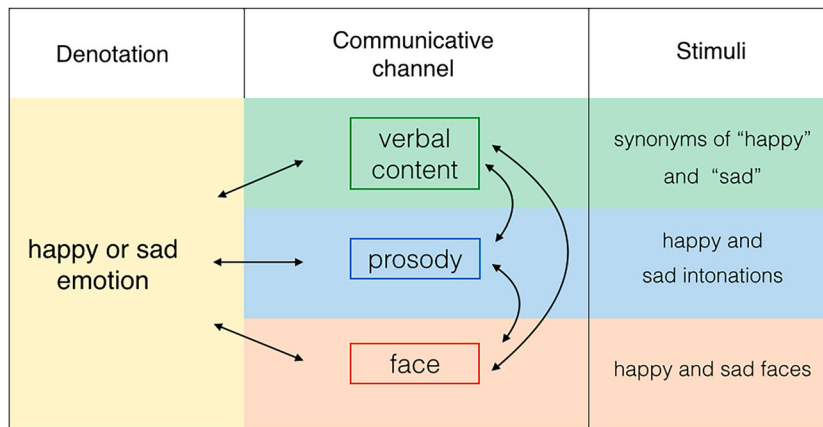 Denotation
Communicative
channel
Stimuli
happy or sad
emotion
verbal
content
synonyms of “happy”
and “sad”
prosody
happy and
sad intonations
face
happy and sad faces